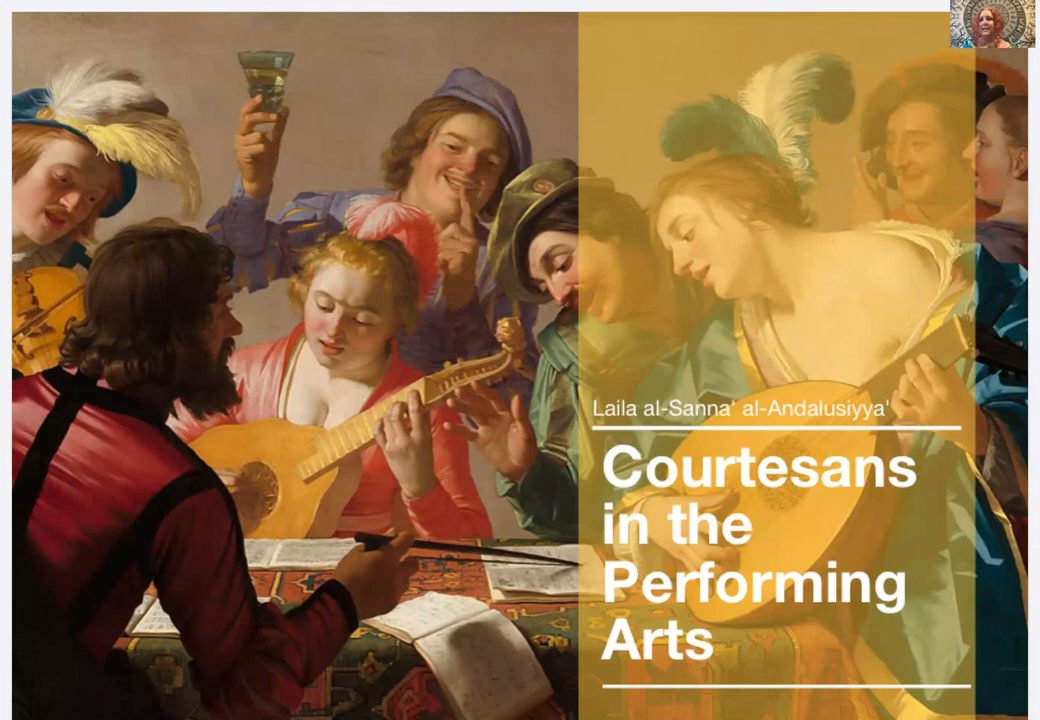 Laila al-Sanna' al-Andalusiyya'
Courtesans
in the
Performing
Arts